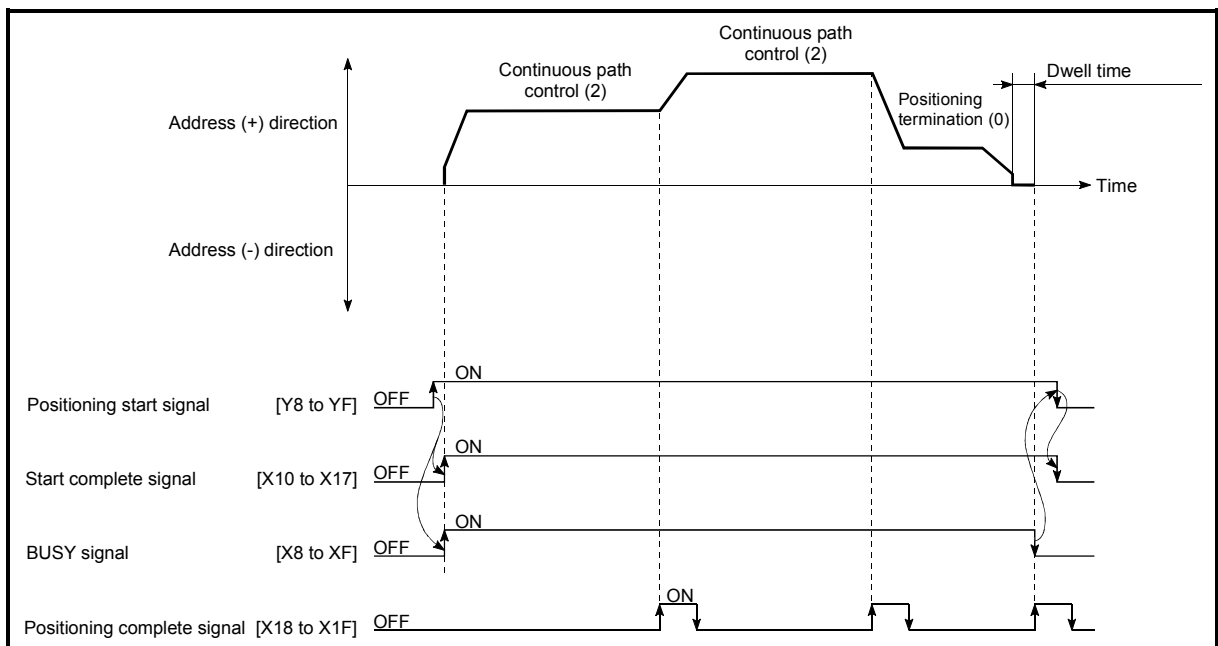 Continuous path
control (2)
Continuous path
control (2)
Dwell time
Positioning
termination (0)
Address (+) direction
Time
Address (-) direction
ON
Positioning start signal [Y8 to YF] OFF
ON
Start complete signal [X10 to X17] OFF
ON
BUSY signal [X8 to XF] OFF
ON
Positioning complete signal [X18 to X1F] OFF